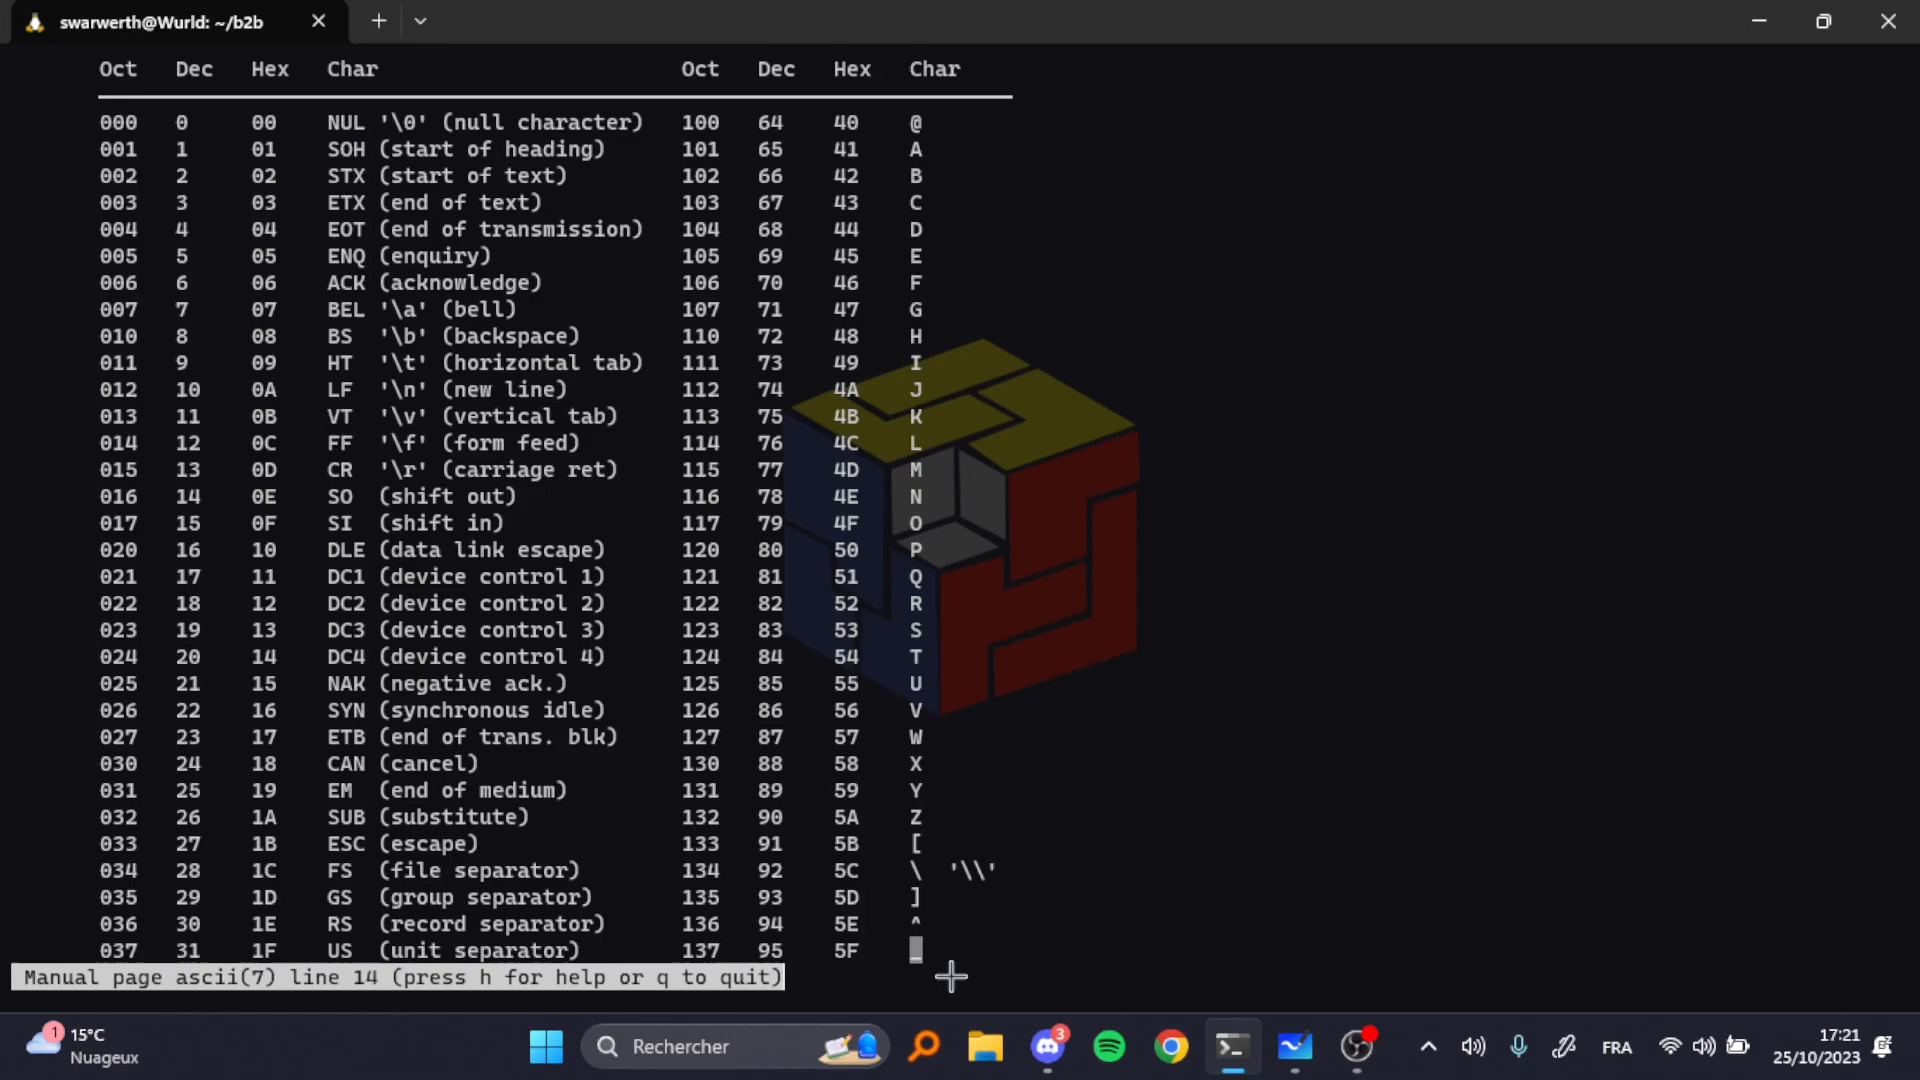 swarwerth@Wurld: ~/b2b
Oct Dec Hex Char Oct Dec Hex Char
000 0 00 NUL '\0' (null character) 100 64 40 @
001 1 01 SOH (start of heading) 101 65 41 A
002 2 02 STX (start of text) 102 66 42 B
003 3 03 ETX (end of text) 103 67 43 C
004 4 04 EOT (end of transmission) 104 68 44 D
005 5 05 ENQ (enquiry) 105 69 45 E
006 6 06 ACK (acknowledge) 106 70 46 F
007 7 07 BEL '\a' (bell) 107 71 47 G
010 8 08 BS '\b' (backspace) 110 72 48 H
011 9 09 HT '\t' (horizontal tab) 111 73 49 I
012 10 0A LF '\n' (new line) 112 74 4A J
013 11 0B VT '\v' (vertical tab) 113 75 4B K
014 12 0C FF '\f' (form feed) 114 76 4C L
015 13 0D CR '\r' (carriage ret) 115 77 4D M
016 14 0E SO (shift out) 116 78 4E N
017 15 0F SI (shift in) 117 79 4F O
020 16 10 DLE (data link escape) 120 80 50 P
021 17 11 DC1 (device control 1) 121 81 51 Q
022 18 12 DC2 (device control 2) 122 82 52 R
023 19 13 DC3 (device control 3) 123 83 53 S
024 20 14 DC4 (device control 4) 124 84 54 T
025 21 15 NAK (negative ack.) 125 85 55 U
026 22 16 SYN (synchronous idle) 126 86 56 V
027 23 17 ETB (end of trans. blk) 127 87 57 W
030 24 18 CAN (cancel) 130 88 58 X
031 25 19 EM (end of medium) 131 89 59 Y
032 26 1A SUB (substitute) 132 90 5A Z
033 27 1B ESC (escape) 133 91 5B [
034 28 1C FS (file separator) 134 92 5C \ '\\'
035 29 1D GS (group separator) 135 93 5D ]
036 30 1E RS (record separator) 136 94 5E ^
037 31 1F US (unit separator) 137 95 5F _
Manual page ascii(7) line 14 (press h for help or q to quit)
1
15°C
Nuageux
Rechercher
3
FRA
17:21
25/10/2023